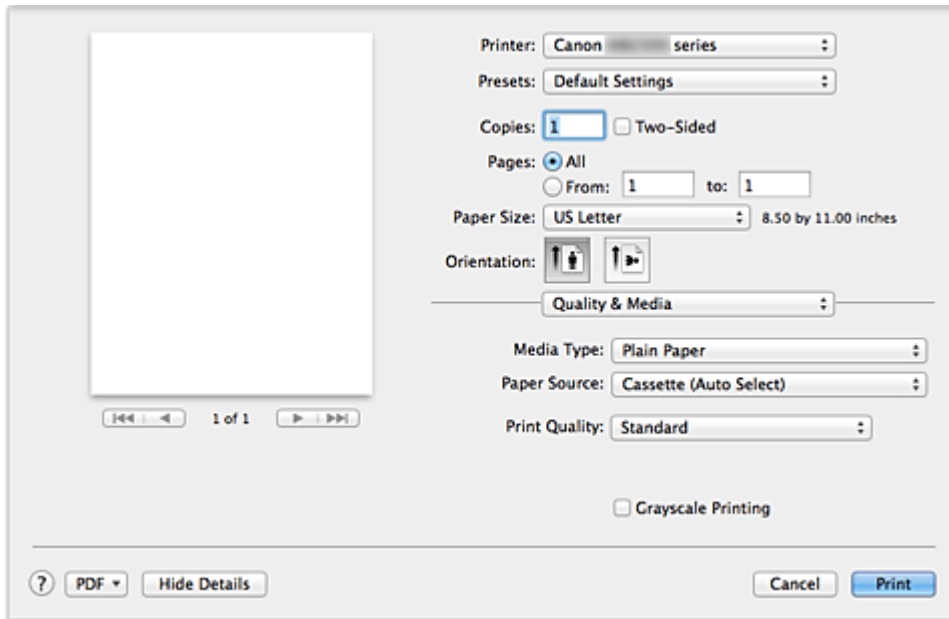 Printer: Canon series
Presets: Default Settings
Copies: 1 Two-Sided
Pages: All
From: 1 to: 1
Paper Size: US Letter 8.50 by 11.00 inches
Orientation:
Quality & Media
Media Type: Plain Paper
Paper Source: Cassette (Auto Select)
1 of 1
Print Quality: Standard
Grayscale Printing
? PDF Hide Details Cancel Print